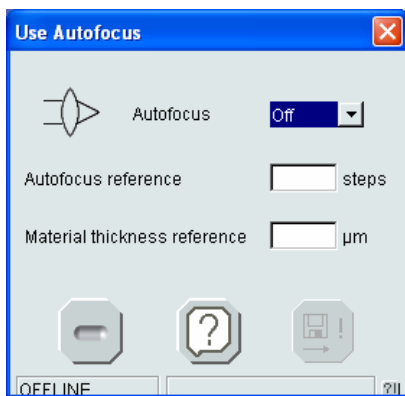 Use Autofocus
Autofocus Off
Autofocus reference steps
Material thickness reference µm
?
!
OFFLINE